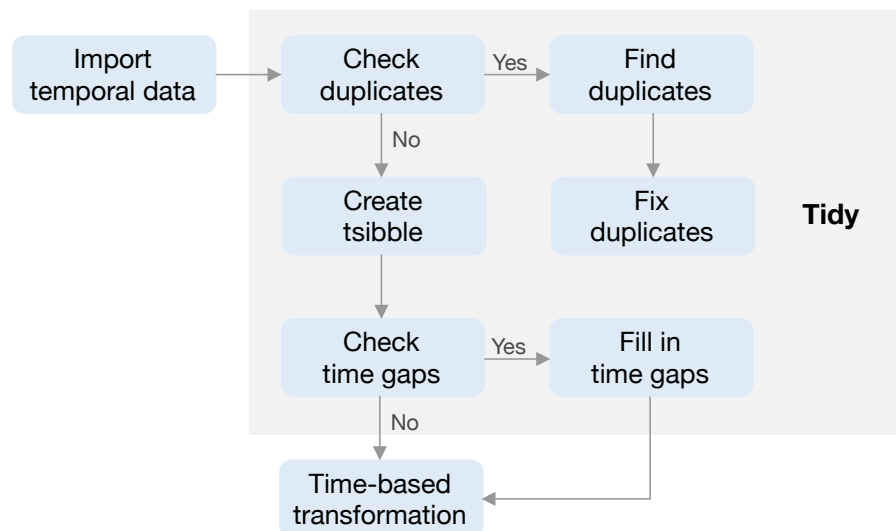 Import
temporal data
Check
duplicates
Yes
Find
duplicates
No
Create
tsibble
Fix
duplicates
Tidy
Check
time gaps
Yes
Fill in
time gaps
No
Time-based
transformation